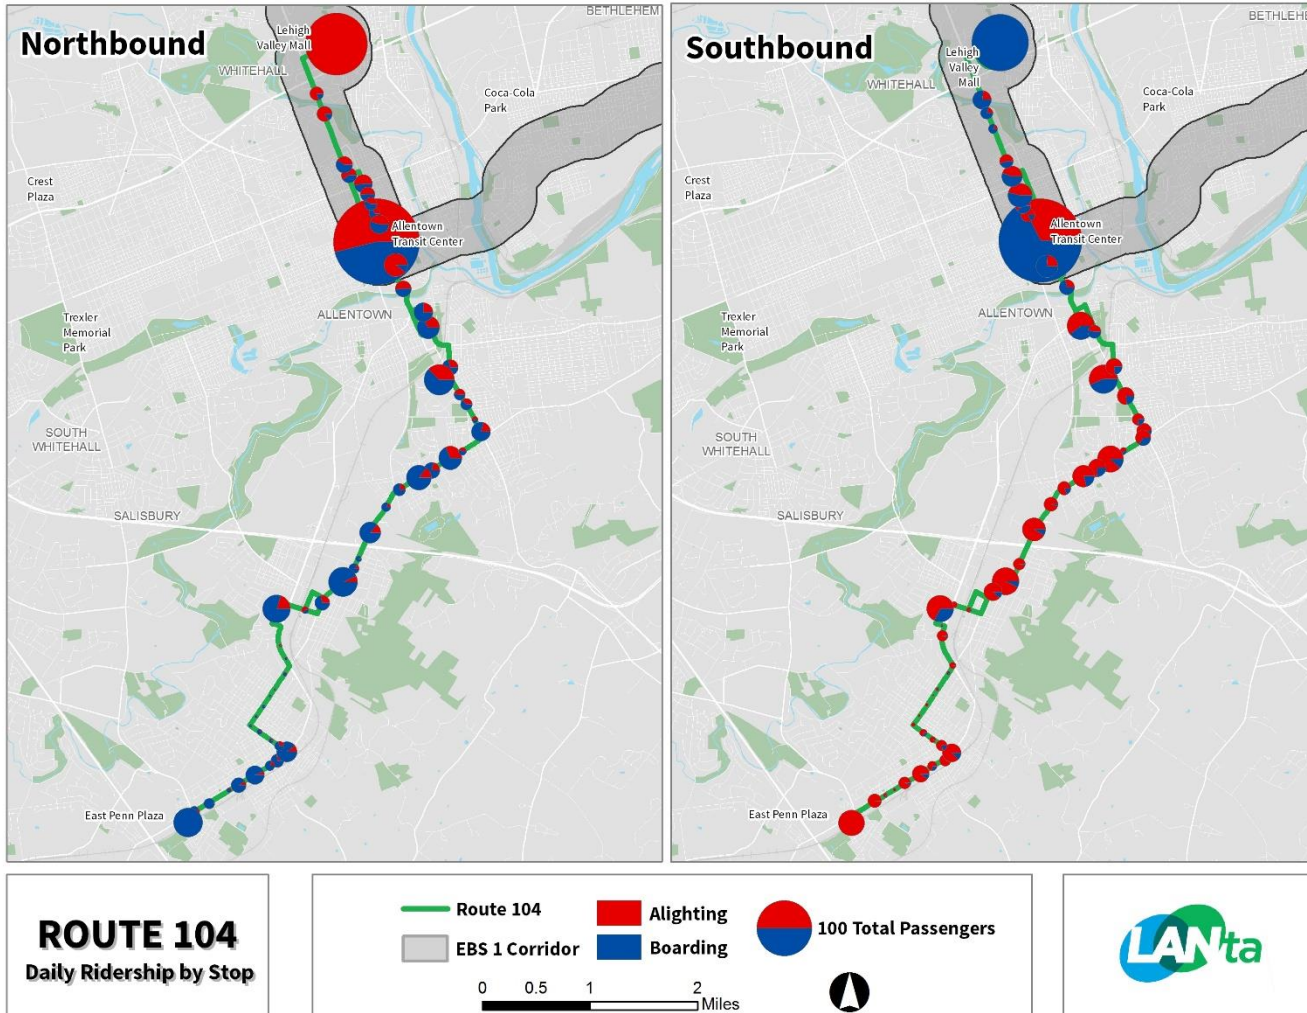 Northbound
BETHLEHEM
Lehigh
Valley Mall
WHITEHALL
Coca-Cola
Park
Crest
Plaza
Allentown
Transit Center
ALLENTOWN
Trexler
Memorial
Park
SOUTH
WHITEHALL
SALISBURY
East Penn Plaza
Southbound
BETHLEHE
Lehigh
Valley
Mall
WHITEHALL
Coca-Cola
Park
Crest
Plaza
Allentown
Transit Center
ALLENTOWN
Trexler
Memorial
Park
SOUTH
WHITEHALL
SALISBURY
East Penn Plaza
ROUTE 104
Daily Ridership by Stop
Route 104
EBS 1 Corridor
Alighting
Boarding
100 Total Passengers
0 0.5 1 2
Miles
LANta